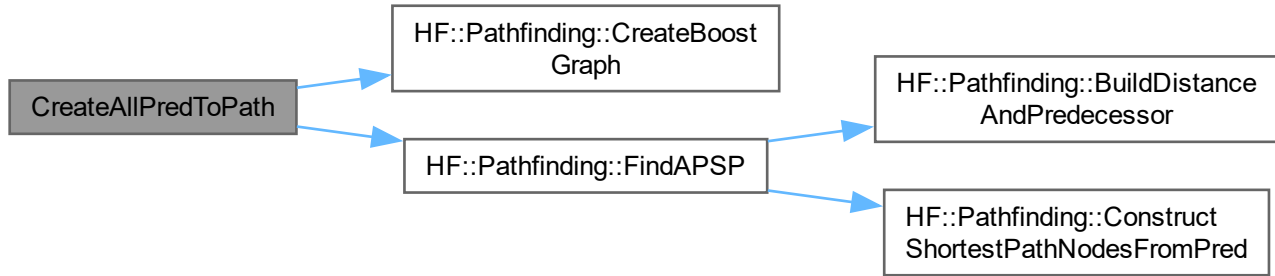 CreateAllPredToPath
HF::Pathfinding::CreateBoost
Graph
HF::Pathfinding::FindAPSP
HF::Pathfinding::BuildDistance
AndPredecessor
HF::Pathfinding::Construct
ShortestPathNodesFromPred